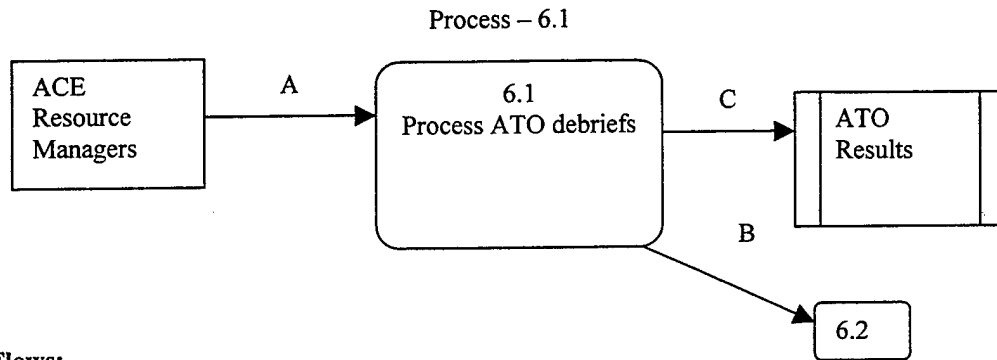 Process – 6.1
ACE
Resource
Managers
A
6.1
Process ATO debriefs
C
ATO
Results
B
6.2